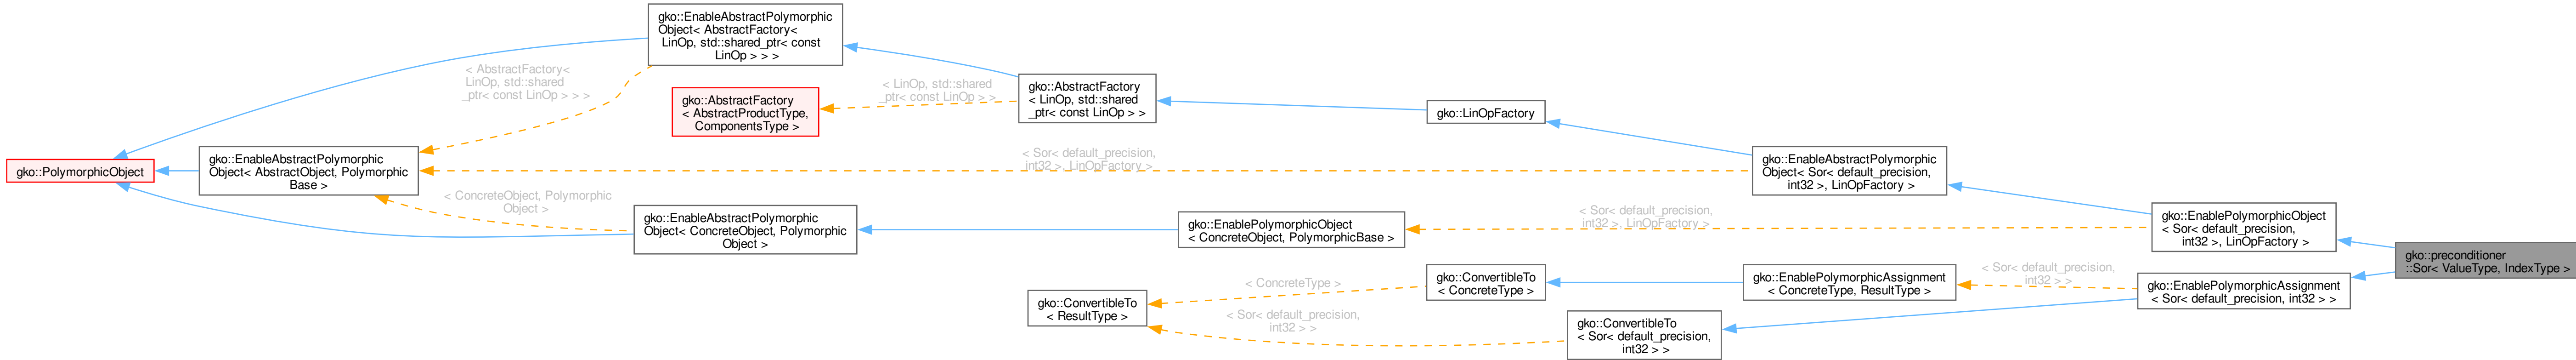 gko::EnableAbstractPolymorphic
Object< AbstractFactory<
LinOp, std::shared_ptr< const
LinOp > > >
< AbstractFactory<
LinOp, std::shared
_ptr< const LinOp > > >
gko::AbstractFactory
< AbstractProductType,
ComponentsType >
< LinOp, std::shared
_ptr< const LinOp > >
gko::AbstractFactory
< LinOp, std::shared
_ptr< const LinOp > >
gko::LinOpFactory
gko::PolymorphicObject
gko::EnableAbstractPolymorphic
Object< AbstractObject, Polymorphic
Base >
< Sor< default_precision,
int32 >, LinOpFactory >
gko::EnableAbstractPolymorphic
Object< Sor< default_precision,
int32 >, LinOpFactory >
< ConcreteObject, Polymorphic
Object >
gko::EnableAbstractPolymorphic
Object< ConcreteObject, Polymorphic
Object >
gko::EnablePolymorphicObject
< ConcreteObject, PolymorphicBase >
< Sor< default_precision,
int32 >, LinOpFactory >
gko::EnablePolymorphicObject
< Sor< default_precision,
int32 >, LinOpFactory >
gko::preconditioner
::Sor< ValueType, IndexType >
gko::ConvertibleTo
< ResultType >
< ConcreteType >
gko::ConvertibleTo
< ConcreteType >
gko::EnablePolymorphicAssignment
< ConcreteType, ResultType >
< Sor< default_precision,
int32 > >
gko::EnablePolymorphicAssignment
< Sor< default_precision, int32 > >
< Sor< default_precision,
int32 > >
gko::ConvertibleTo
< Sor< default_precision,
int32 > >